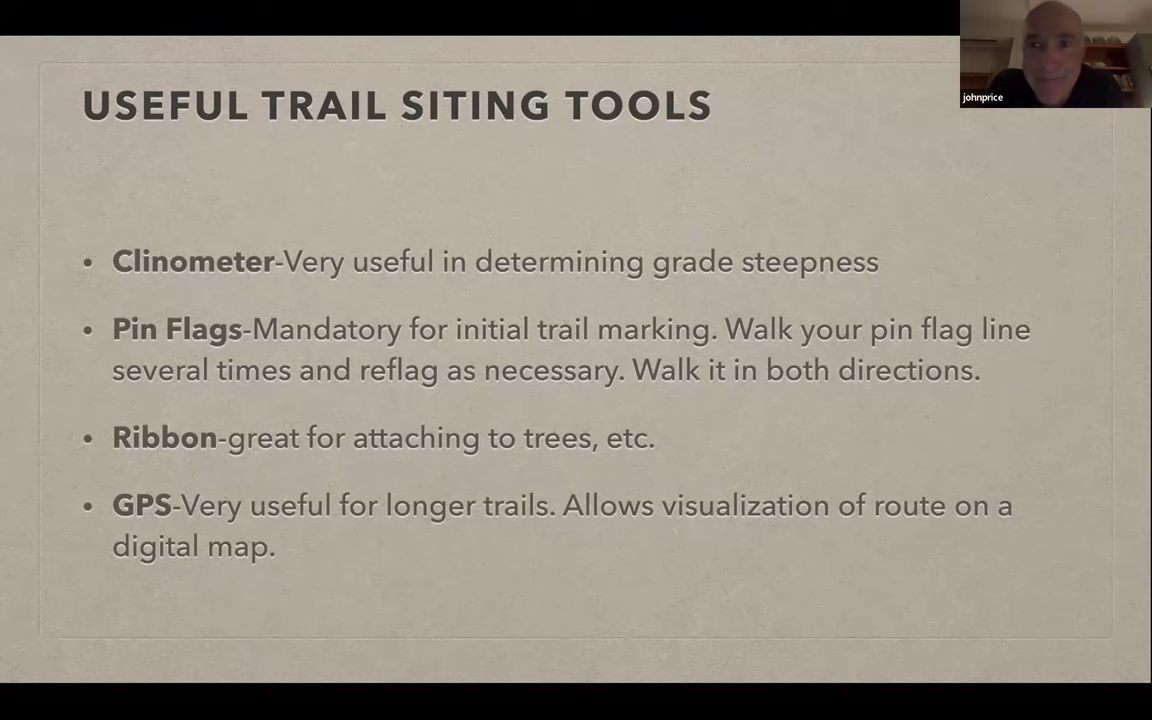 USEFUL TRAIL SITING TOOLS
johnprice
• Clinometer-Very useful in determining grade steepness
• Pin Flags-Mandatory for initial trail marking. Walk your pin flag line
several times and reflag as necessary. Walk it in both directions.
• Ribbon-great for attaching to trees, etc.
• GPS-Very useful for longer trails. Allows visualization of route on a
digital map.